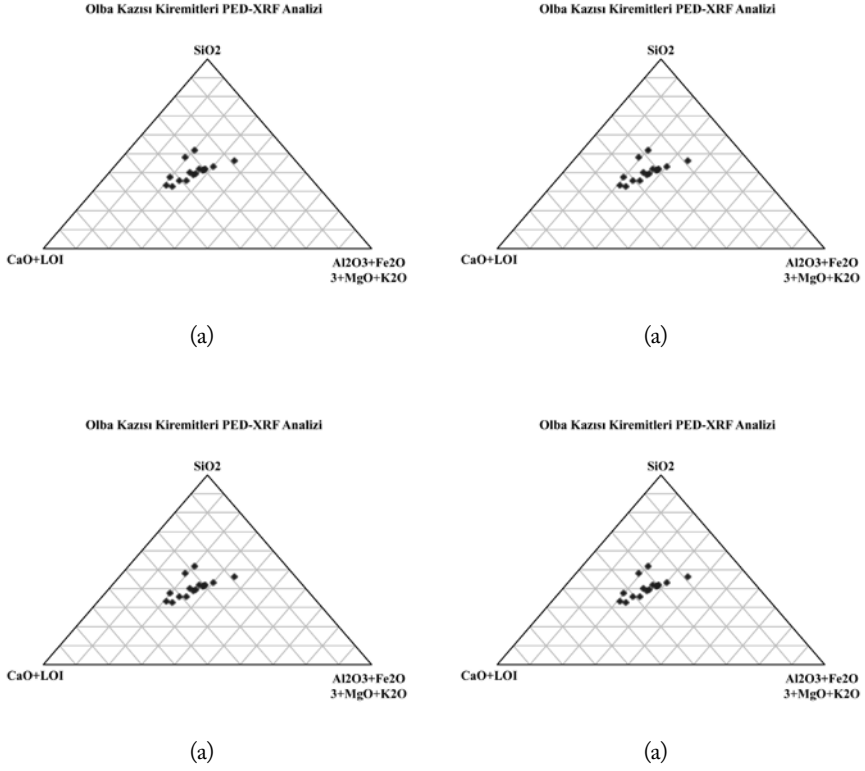 Olba Kazısı Kiremitleri PED-XRF Analizi
SiO2
CaO+LOI
Al2O3+Fe2O
3+MgO+K2O
(a)
Olba Kazısı Kiremitleri PED-XRF Analizi
SiO2
CaO+LOI
Al2O3+Fe2O
3+MgO+K2O
(a)
Olba Kazısı Kiremitleri PED-XRF Analizi
SiO2
CaO+LOI
Al2O3+Fe2O
3+MgO+K2O
(a)
Olba Kazısı Kiremitleri PED-XRF Analizi
SiO2
CaO+LOI
Al2O3+Fe2O
3+MgO+K2O
(a)